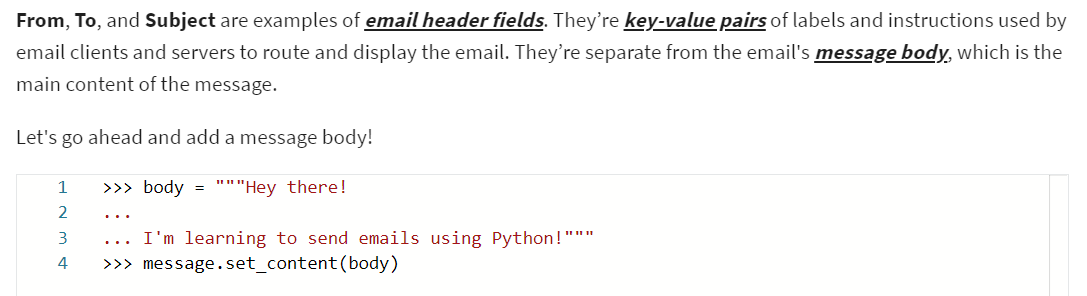 From, To, and Subject are examples of email header fields. They’re key-value pairs of labels and instructions used by
email clients and servers to route and display the email. They’re separate from the email's message body, which is the
main content of the message.
Let's go ahead and add a message body!
1 >>> body = """Hey there!
2 ...
3 ... I'm learning to send emails using Python!"""
4 >>> message.set_content(body)